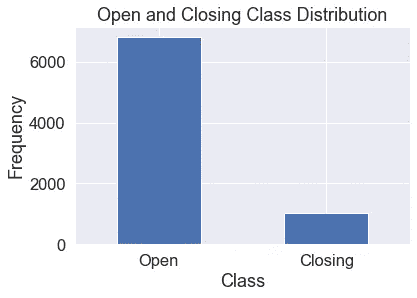 Open and Closing Class Distribution
Frequency
6000
4000
2000
0
Open Closing
Class